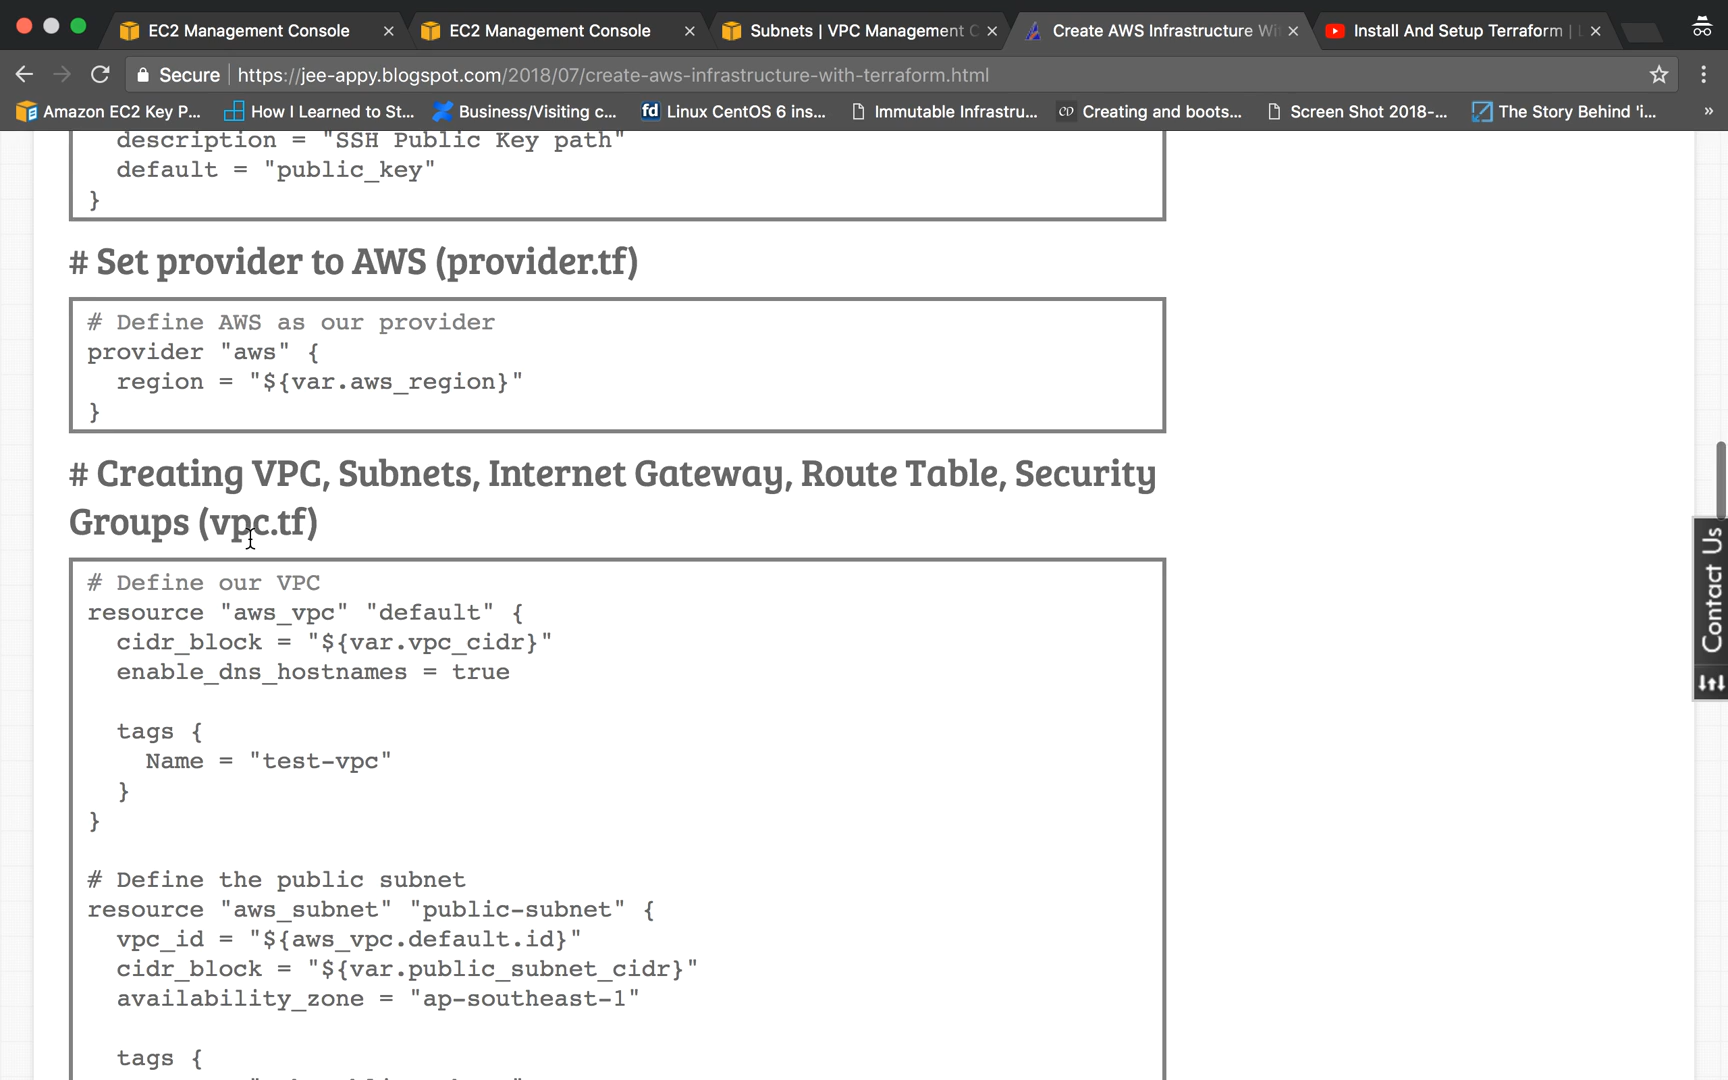 EC2 Management Console
EC2 Management Console
Subnets | VPC Management C
Create AWS Infrastructure Wi
Install And Setup Terraform |
Secure
https://jee-appy.blogspot.com/2018/07/create-aws-infrastructure-with-terraform.html
Amazon EC2 Key P...
How I Learned to St...
Business/Visiting c...
fd Linux CentOS 6 ins...
Immutable Infrastru...
Creating and boots...
Screen Shot 2018-...
The Story Behind 'i...
»
description = "SSH Public Key path"
default = "public_key"
}
# Set provider to AWS (provider.tf)
# Define AWS as our provider
provider "aws" {
region = "${var.aws_region}"
}
# Creating VPC, Subnets, Internet Gateway, Route Table, Security
Groups (vpc.tf)
# Define our VPC
resource "aws_vpc" "default" {
cidr_block = "${var.vpc_cidr}"
enable_dns_hostnames = true
tags {
Name = "test-vpc"
}
}
# Define the public subnet
resource "aws_subnet" "public-subnet" {
vpc_id = "${aws_vpc.default.id}"
cidr_block = "${var.public_subnet_cidr}"
availability_zone = "ap-southeast-1"
tags {
Contact Us